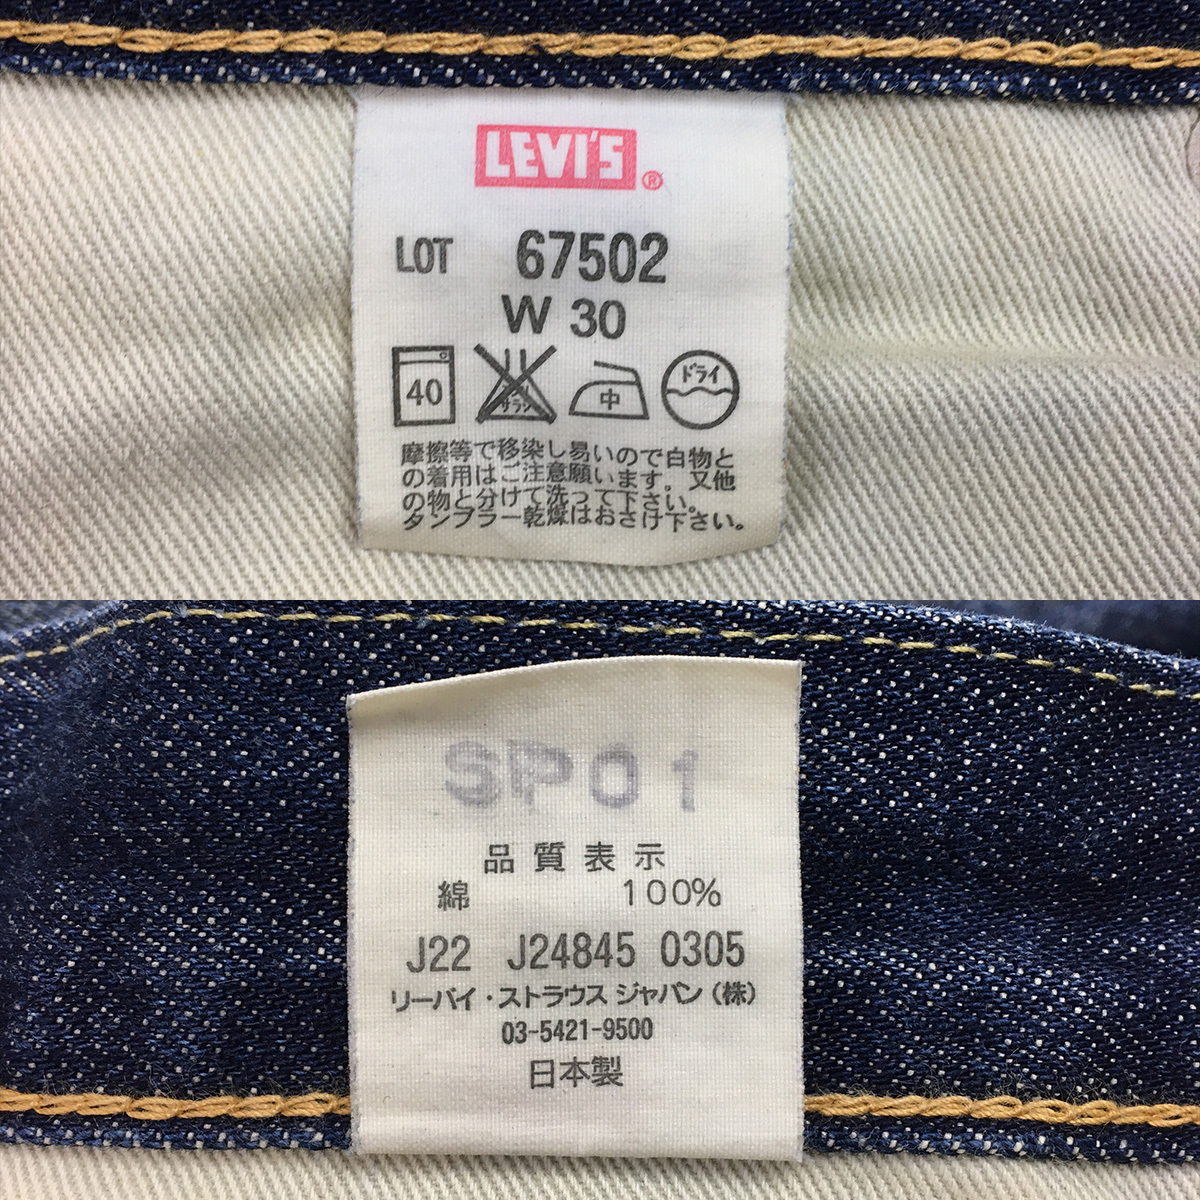 LEVI'S ®
LOT 67502
W 30
40 サラシ 中 ドライ
摩擦等で移染し易いので白物と
の着用はご注意願います。又他
の物と分けて洗って下さい。
タンブラー乾燥はおさけ下さい。
SP01
品質表示
綿 100%
J22 J24845 0305
リーバイ・ストラウス ジャパン(株)
03-5421-9500
日本製